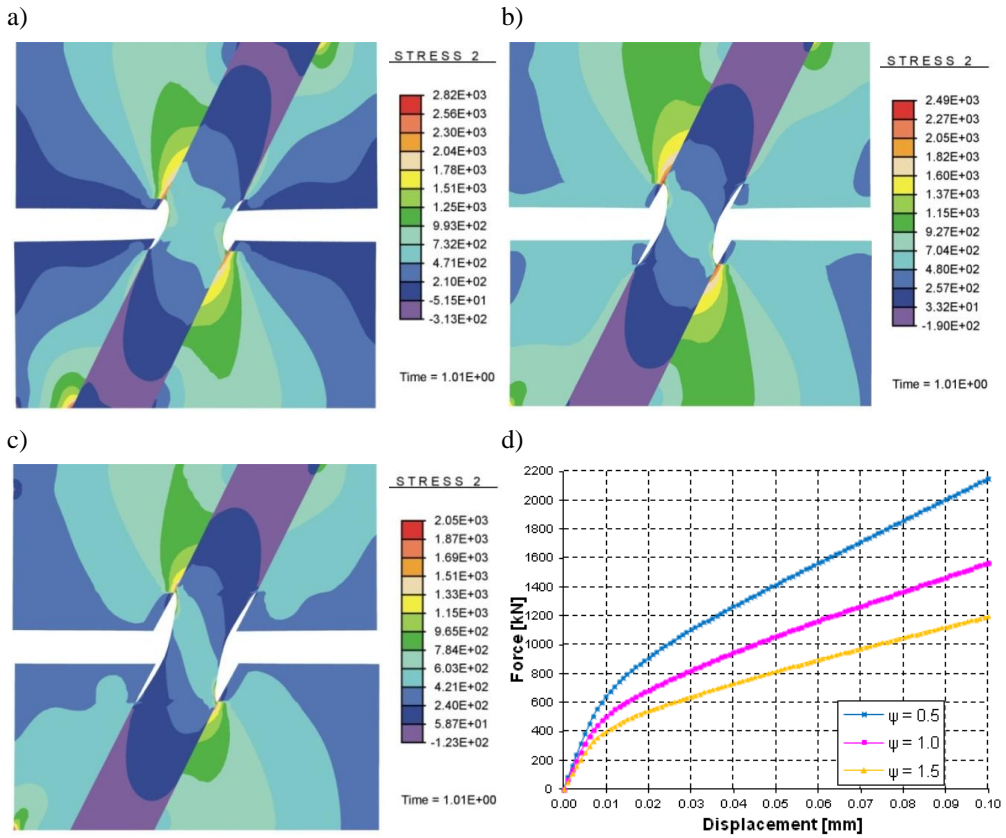 a)
STRESS 2
2.82E+03
2.56E+03
2.30E+03
2.04E+03
1.78E+03
1.51E+03
1.25E+03
9.93E+02
7.32E+02
4.71E+02
2.10E+02
-5.15E+01
-3.13E+02
Time = 1.01E+00
b)
STRESS 2
2.49E+03
2.27E+03
2.05E+03
1.82E+03
1.60E+03
1.37E+03
1.15E+03
9.27E+02
7.04E+02
4.80E+02
2.57E+02
3.32E+01
-1.90E+02
Time = 1.01E+00
c)
STRESS 2
2.05E+03
1.87E+03
1.69E+03
1.51E+03
1.33E+03
1.15E+03
9.65E+02
7.84E+02
6.03E+02
4.21E+02
2.40E+02
5.87E+01
-1.23E+02
Time = 1.01E+00
d)
Force [kN]
2200
2000
1800
1600
1400
1200
1000
800
600
400
200
0
0.00 0.01 0.02 0.03 0.04 0.05 0.06 0.07 0.08 0.09 0.10
Displacement [mm]
ψ = 0.5
ψ = 1.0
ψ = 1.5